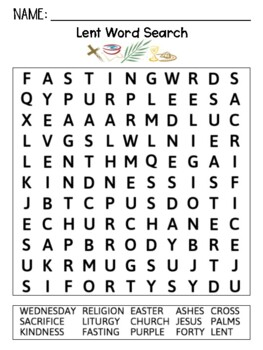 NAME:
Lent Word Search
F A S T I N G W R D S
Q Y P U R P L E E S A
X E A A A R M D L U C
L V G S L W L N I E R
L E N T H M Q E G A I
K I N D N E S S I S F
J B T C P U S D O T I
E C H U R C H A N E C
S A P B R O D Y B R E
U K R M U G S U J T J
S I F O R T Y S Y D U
WEDNESDAY RELIGION EASTER ASHES CROSS
SACRIFICE LITURGY CHURCH JESUS PALMS
KINDNESS FASTING PURPLE FORTY LENT